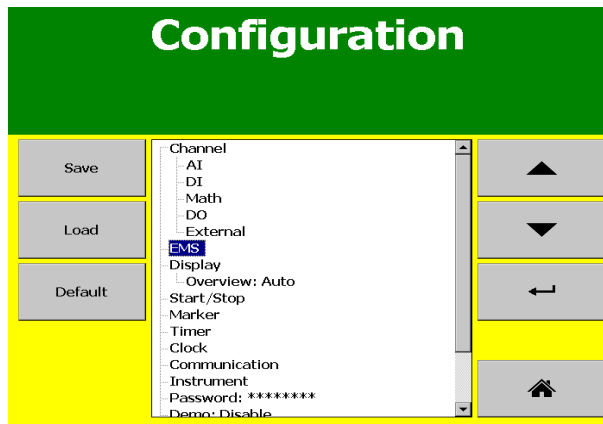 Configuration
Save
Load
Default
Channel
AI
DI
Math
DO
External
EMS
Display
Overview: Auto
Start/Stop
Marker
Timer
Clock
Communication
Instrument
Password: ********
Demo: Disable